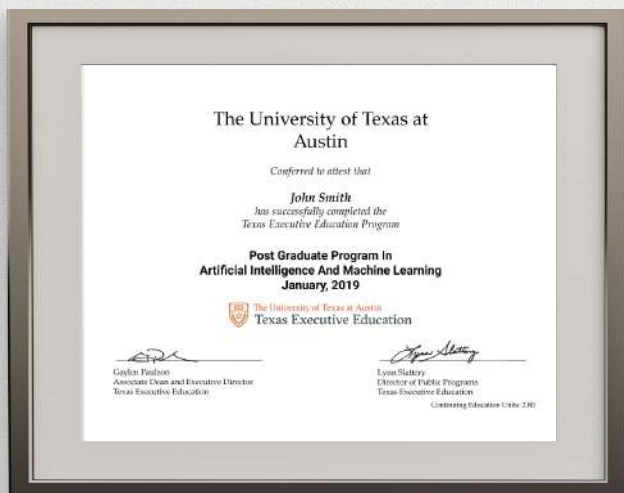 The University of Texas at
Austin
Conferred to attest that
John Smith
has successfully completed the
Texas Executive Education Program
Post Graduate Program In
Artificial Intelligence And Machine Learning
January, 2019
The University of Texas at Austin
Texas Executive Education
Gaylen Paulson
Associate Dean and Executive Director
Texas Executive Education
Lynn Slattery
Lynn Slattery
Director of Public Programs
Texas Executive Education
Continuing Education Units: 2.80